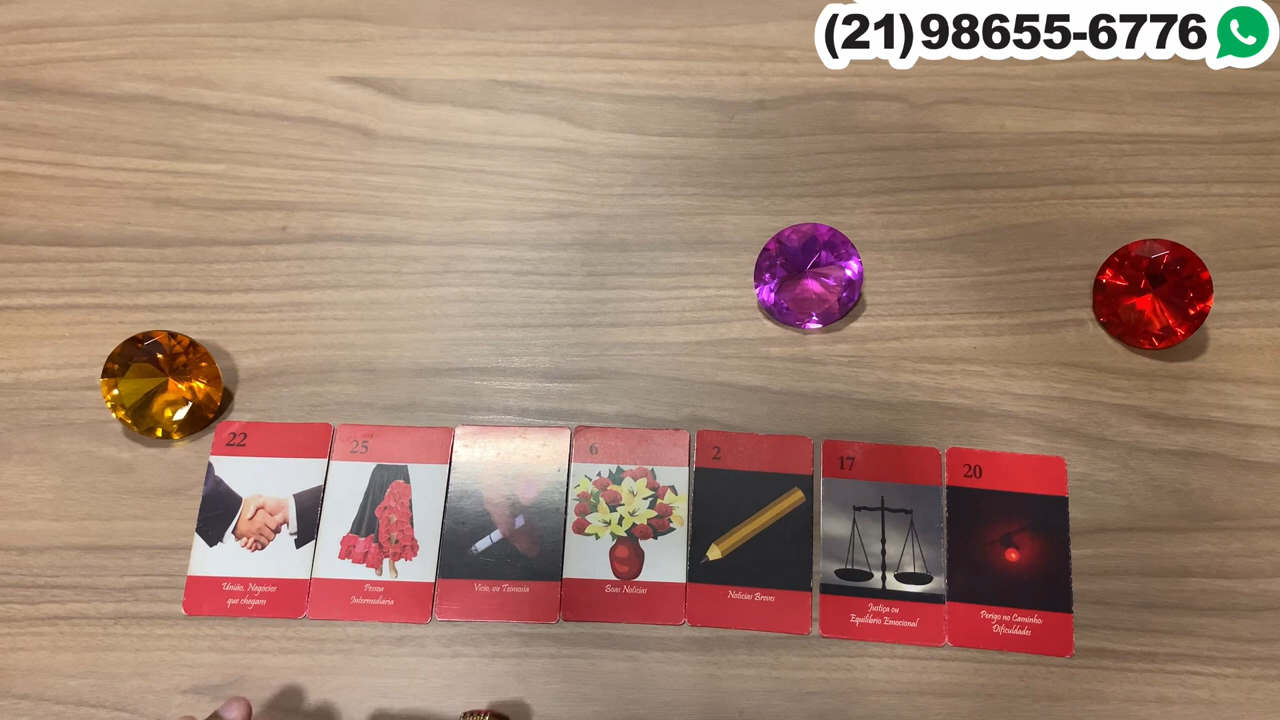 (21)98655-6776
22
União, Negócios
que chegam
25
Pessoa
Intermediária
Vício, ou Teimosia
6
Boas Notícias
2
Notícias Breves
17
Justiça ou
Equilíbrio Emocional
20
Perigo no Caminho:
Dificuldades